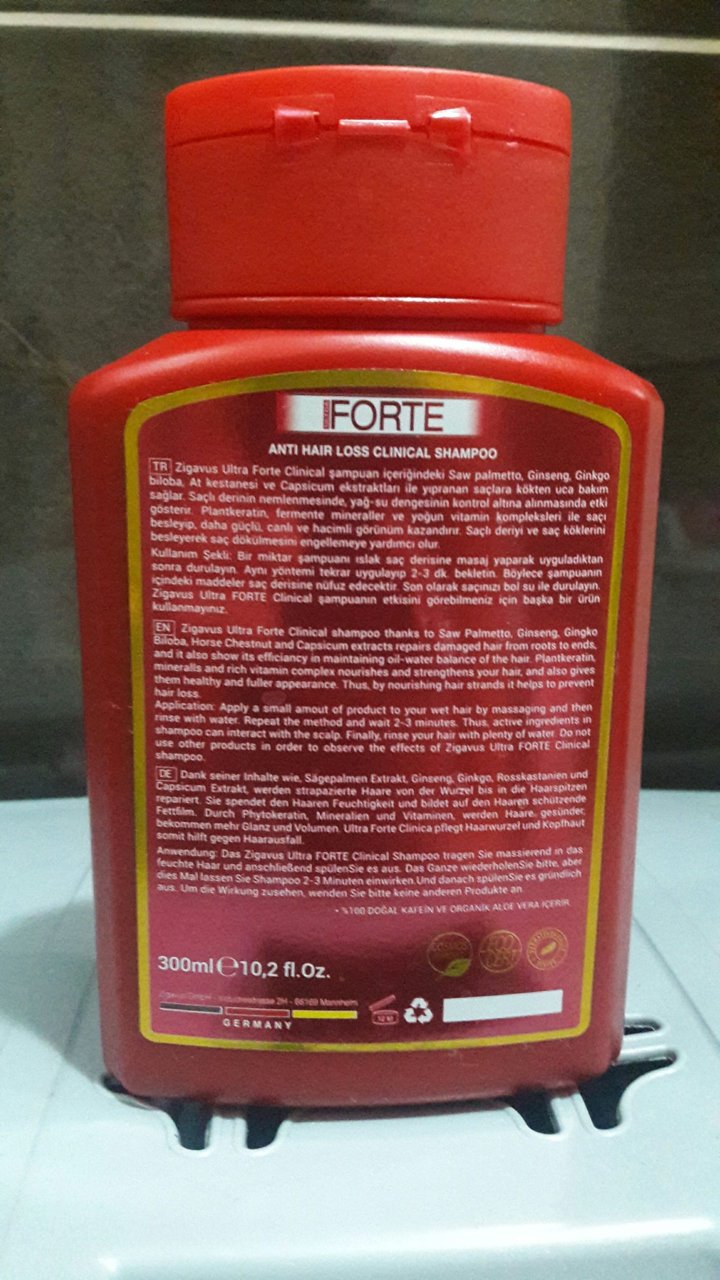 ULTRA FORTE
ANTI HAIR LOSS CLINICAL SHAMPOO
TR Zigavus Ultra Forte Clinical şampuan içeriğindeki Saw palmetto, Ginseng, Ginkgo
biloba, At kestanesi ve Capsicum ekstraktları ile yıpranan saçlara kökten uca bakım
sağlar. Saçlı derinin nemlenmesinde, yağ-su dengesinin kontrol altına alınmasında etki
gösterir. Plantkeratin, fermente mineraller ve yoğun vitamin kompleksleri ile saçı
besleyip, daha güçlü, canlı ve hacimli görünüm kazandırır. Saçlı deriyi ve saç köklerini
besleyerek saç dökülmesini engellemeye yardımcı olur.
Kullanım Şekli: Bir miktar şampuanı ıslak saç derisine masaj yaparak uyguladıktan
sonra durulayın. Aynı yöntemi tekrar uygulayıp 2-3 dk. bekletin. Böylece şampuanın
içindeki maddeler saç derisine nüfuz edecektir. Son olarak saçınızı bol su ile durulayın.
Zigavus Ultra FORTE Clinical şampuanın etkisini görebilmeniz için başka bir ürün
kullanmayınız.
EN Zigavus Ultra Forte Clinical shampoo thanks to Saw Palmetto, Ginseng, Gingko
Biloba, Horse Chestnut and Capsicum extracts repairs damaged hair from roots to ends,
and it also show its efficiancy in maintaining oil-water balance of the hair. Plantkeratin,
mineralls and rich vitamin complex nourishes and strengthens your hair, and also gives
them healthy and fuller appearance. Thus, by nourishing hair strands it helps to prevent
hair loss.
Application: Apply a small amout of product to your wet hair by massaging and then
rinse with water. Repeat the method and wait 2-3 minutes. Thus, active ingredients in
shampoo can interact with the scalp. Finally, rinse your hair with plenty of water. Do not
use other products in order to observe the effects of Zigavus Ultra FORTE Clinical
shampoo.
DE Dank seiner Inhalte wie, Sägepalmen Extrakt, Ginseng, Ginkgo, Rosskastanien und
Capsicum Extrakt, werden strapazierte Haare von der Wurzel bis in die Haarspitzen
repariert. Sie spendet den Haaren Feuchtigkeit und bildet auf den Haaren schützende
Fettfilm. Durch Phytokeratin, Mineralien und Vitaminen, werden Haare, gesünder,
bekommen mehr Glanz und Volumen. Ultra Forte Clinica pflegt Haarwurzel und Kopfhaut
somit hilft gegen Haarausfall.
Anwendung: Das Zigavus Ultra FORTE Clinical Shampoo tragen Sie massierend in das
feuchte Haar und anschließend spülenSie es aus. Das Ganze wiederholenSie bitte, aber
dies Mal lassen Sie Shampoo 2-3 Minuten einwirken.Und danach spülenSie es gründlich
aus. Um die Wirkung zusehen, wenden Sie bitte keine anderen Produkte an.
• %100 DOĞAL KAFEİN VE ORGANİK ALOE VERA İÇERİR.
COSMOS
300ml ℮ 10,2 fl.Oz.
2H - 68169 Mannheim
GERMANY
12 M